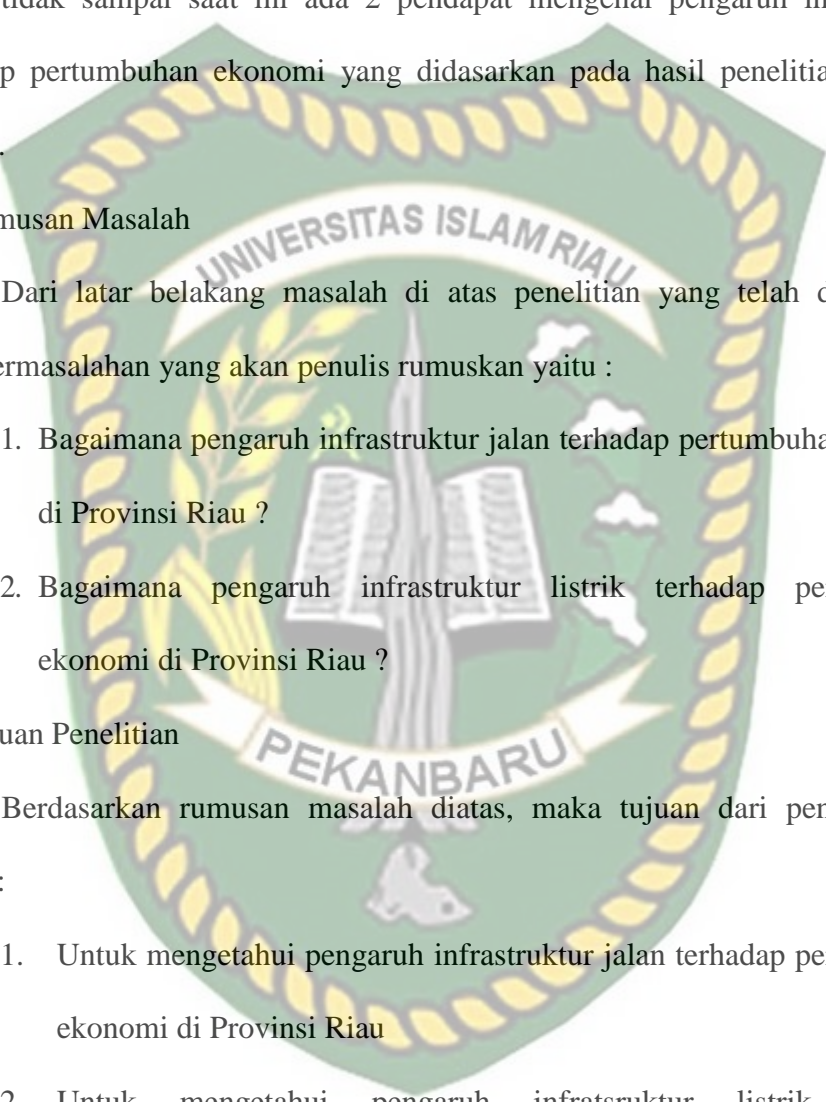 tidak sampai saat ini ada 2 pendapat mengenai pengaruh
p pertumbuhan ekonomi yang didasarkan pada hasil penelitia
.
musan Masalah
UNIVERSITAS ISLAM RIAU
Dari latar belakang masalah di atas penelitian yang telah d
ermasalahan yang akan penulis rumuskan yaitu :
1. Bagaimana pengaruh infrastruktur jalan terhadap pertumbuha
di Provinsi Riau ?
2. Bagaimana pengaruh infrastruktur listrik terhadap pe
ekonomi di Provinsi Riau ?
uan Penelitian
PEKANBARU
Berdasarkan rumusan masalah diatas, maka tujuan dari pen
:
1. Untuk mengetahui pengaruh infrastruktur jalan terhadap pe
ekonomi di Provinsi Riau
2. Untuk mengetahui pengaruh infratsruktur listrik